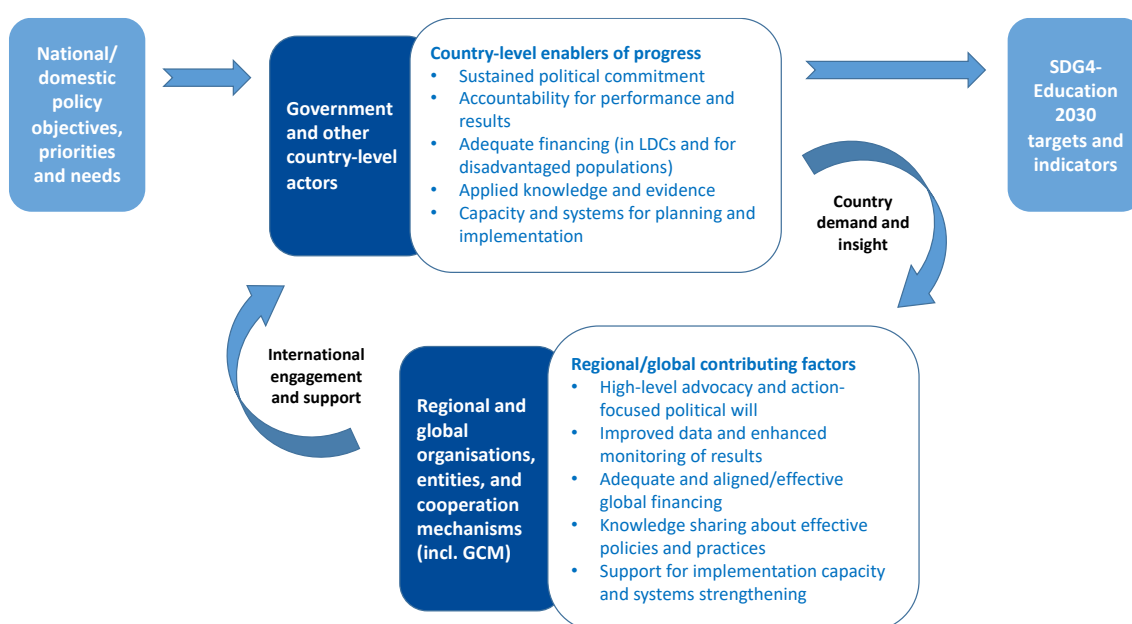 National/
domestic
policy
objectives,
priorities
and needs
Government
and other
country-level
actors
Country-level enablers of progress
• Sustained political commitment
• Accountability for performance and
results
• Adequate financing (in LDCs and for
disadvantaged populations)
• Applied knowledge and evidence
• Capacity and systems for planning and
implementation
SDG4-
Education
2030
targets and
indicators
Country
demand and
insight
International
engagement
and support
Regional and
global
organisations,
entities, and
cooperation
mechanisms
(incl. GCM)
Regional/global contributing factors
• High-level advocacy and action-
focused political will
• Improved data and enhanced
monitoring of results
• Adequate and aligned/effective
global financing
• Knowledge sharing about effective
policies and practices
• Support for implementation capacity
and systems strengthening